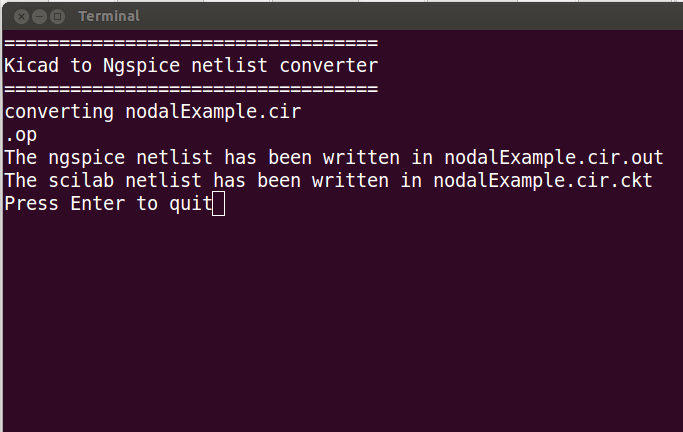 Terminal
==================================
Kicad to Ngspice netlist converter
==================================
converting nodalExample.cir
.op
The ngspice netlist has been written in nodalExample.cir.out
The scilab netlist has been written in nodalExample.cir.ckt
Press Enter to quit